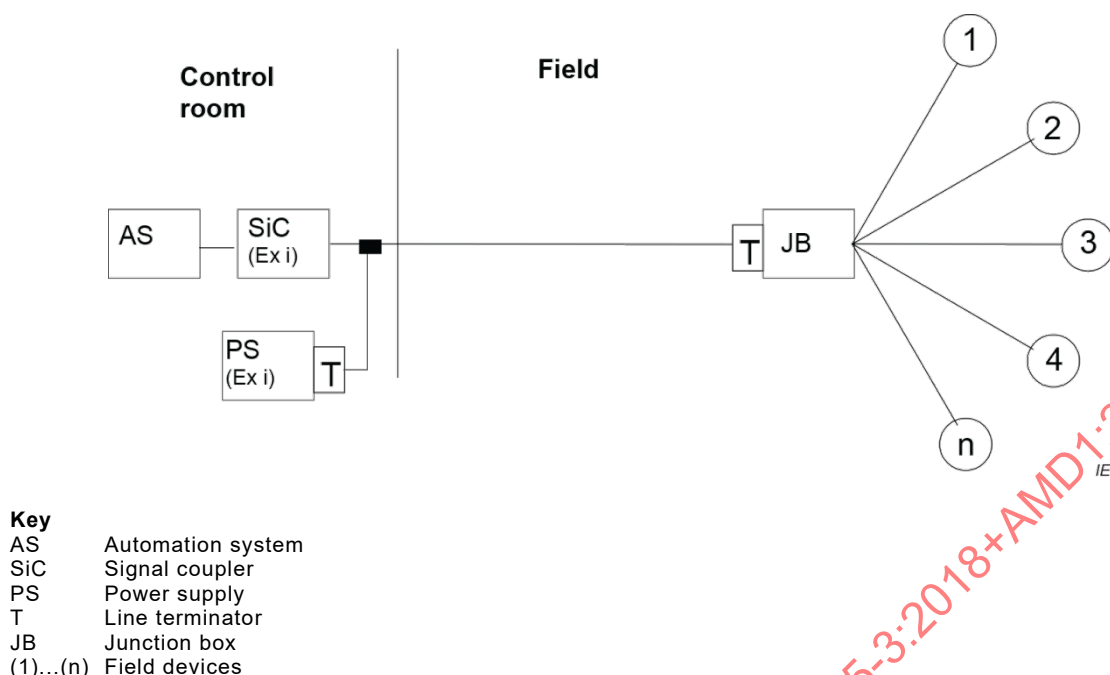 Control
room
Field
1
2
3
4
n
AS
SiC
(Ex i)
PS
(Ex i)
T
T
JB
IE
Key
AS Automation system
SiC Signal coupler
PS Power supply
T Line terminator
JB Junction box
(1)...(n) Field devices
5-3:2018+AMD1: